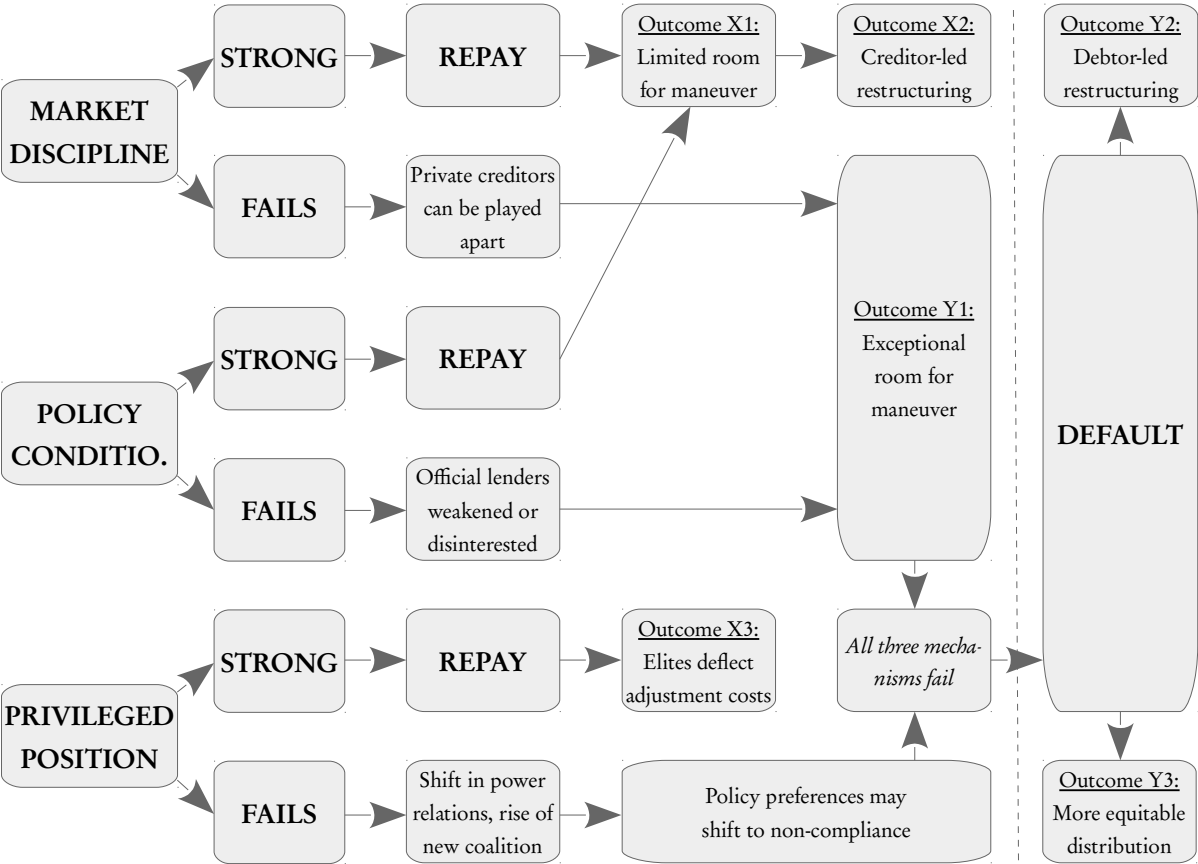 MARKET
DISCIPLINE
STRONG
REPAY
Outcome X1:
Limited room
for maneuver
Outcome X2:
Creditor-led
restructuring
Outcome Y2:
Debtor-led
restructuring
FAILS
Private creditors
can be played
apart
Outcome Y1:
Exceptional
room for
maneuver
DEFAULT
POLICY
CONDITIO.
STRONG
REPAY
FAILS
Official lenders
weakened or
disinterested
PRIVILEGED
POSITION
STRONG
REPAY
Outcome X3:
Elites deflect
adjustment costs
All three mecha-
nisms fail
FAILS
Shift in power
relations, rise of
new coalition
Policy preferences may
shift to non-compliance
Outcome Y3:
More equitable
distribution